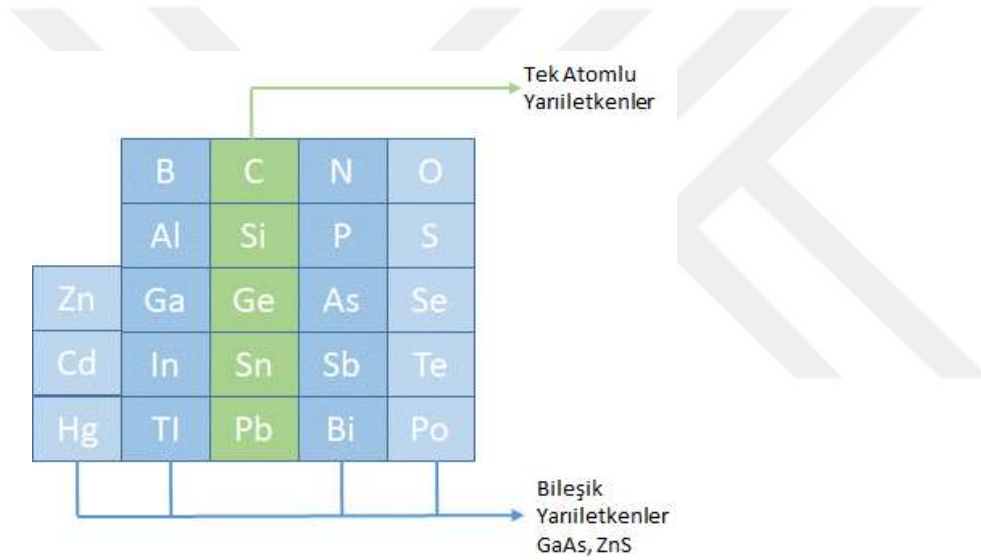 Tek Atomlu
Yarıiletkenler
B C N O
Al Si P S
Zn Ga Ge As Se
Cd In Sn Sb Te
Hg Tl Pb Bi Po
Bileşik
Yarıiletkenler
GaAs, ZnS